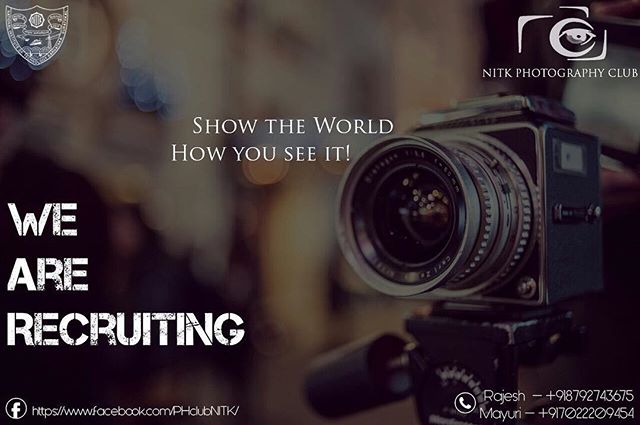 NITK PHOTOGRAPHY CLUB
SHOW THE WORLD
HOW YOU SEE IT!
WE
ARE
RECRUITING
https://www.facebook.com/PHclubNITK/
Rajesh – +918792743675
Mayuri – +917022209454